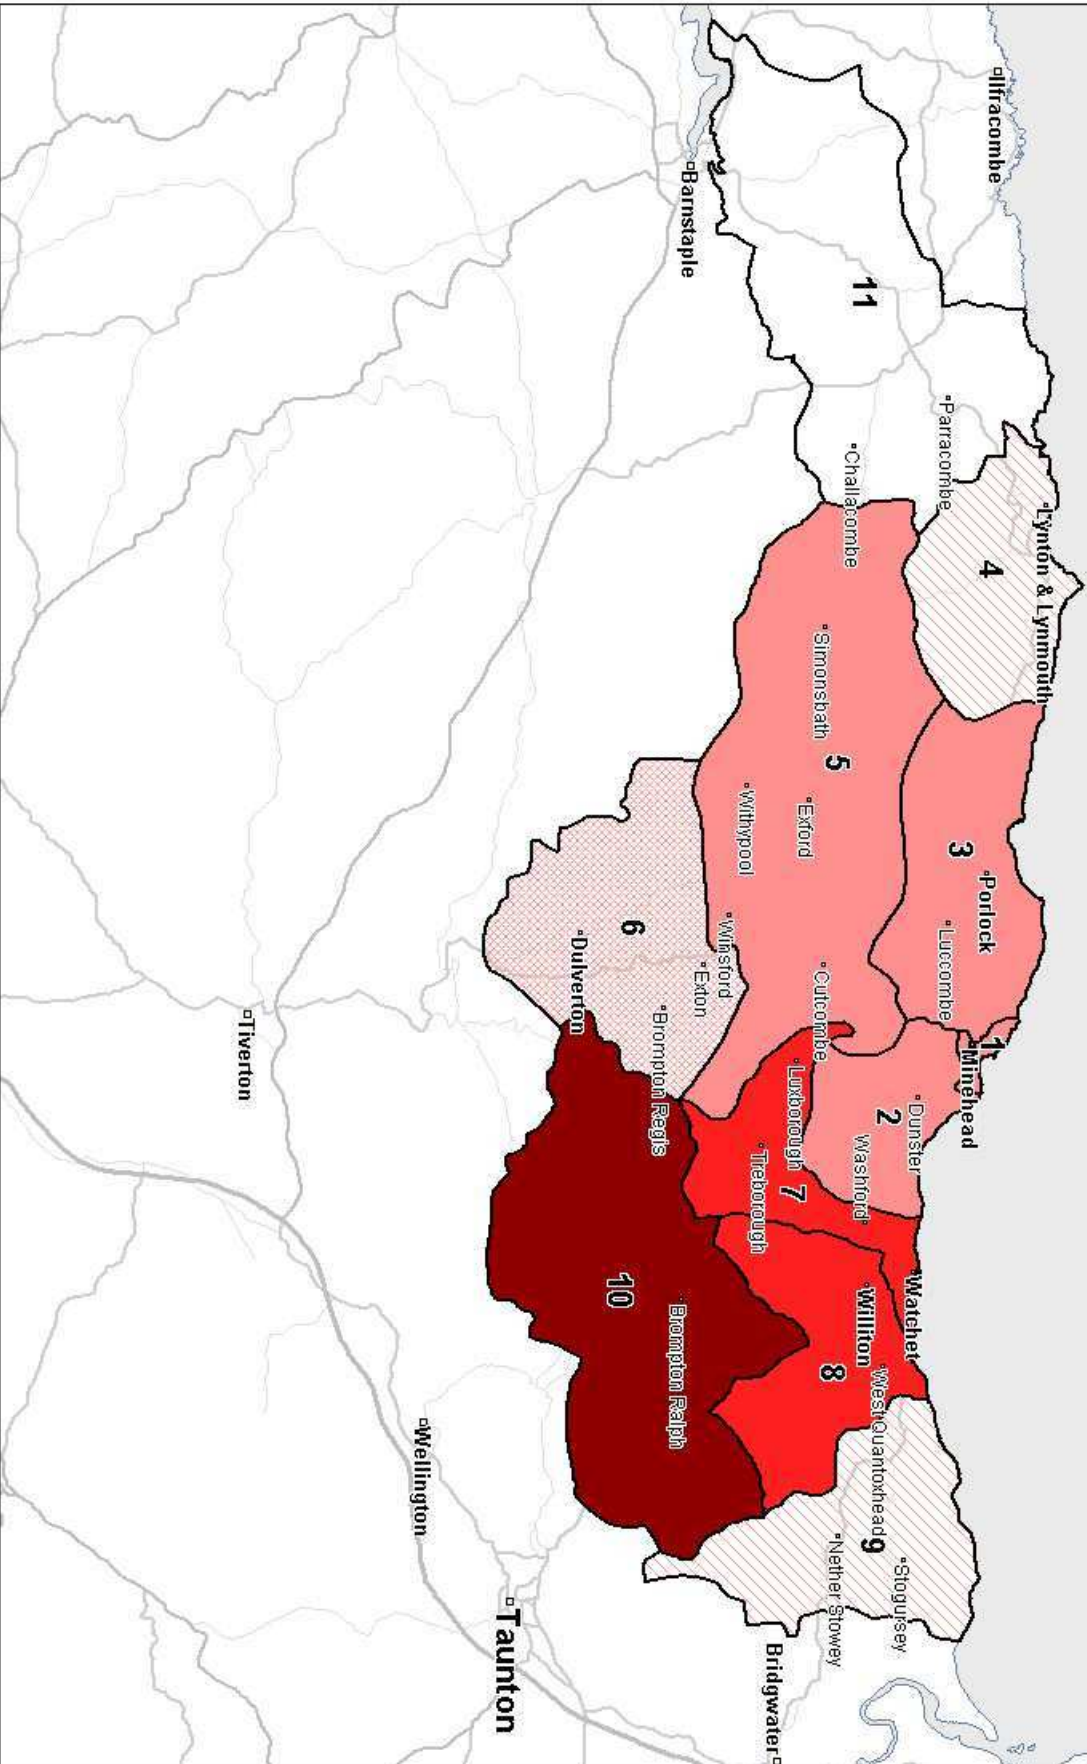 Ilfracombe
Barnstaple
11
Parracombe
Challacombe
Lynton & Lynmouth
4
Simonsbath
5
Exford
Withypool
3
Porlock
Luccombe
Winsford
Exton
Cutcombe
6
Dulverton
Brompton Regis
1
Minehead
Dunster
2
Washford
Luxborough
7
Treborough
Watchet
Williton
8
West Quantoxhead
9
Stogursey
Nether Stowey
10
Brompton Ralph
Tiverton
Wellington
Taunton
Bridgwater